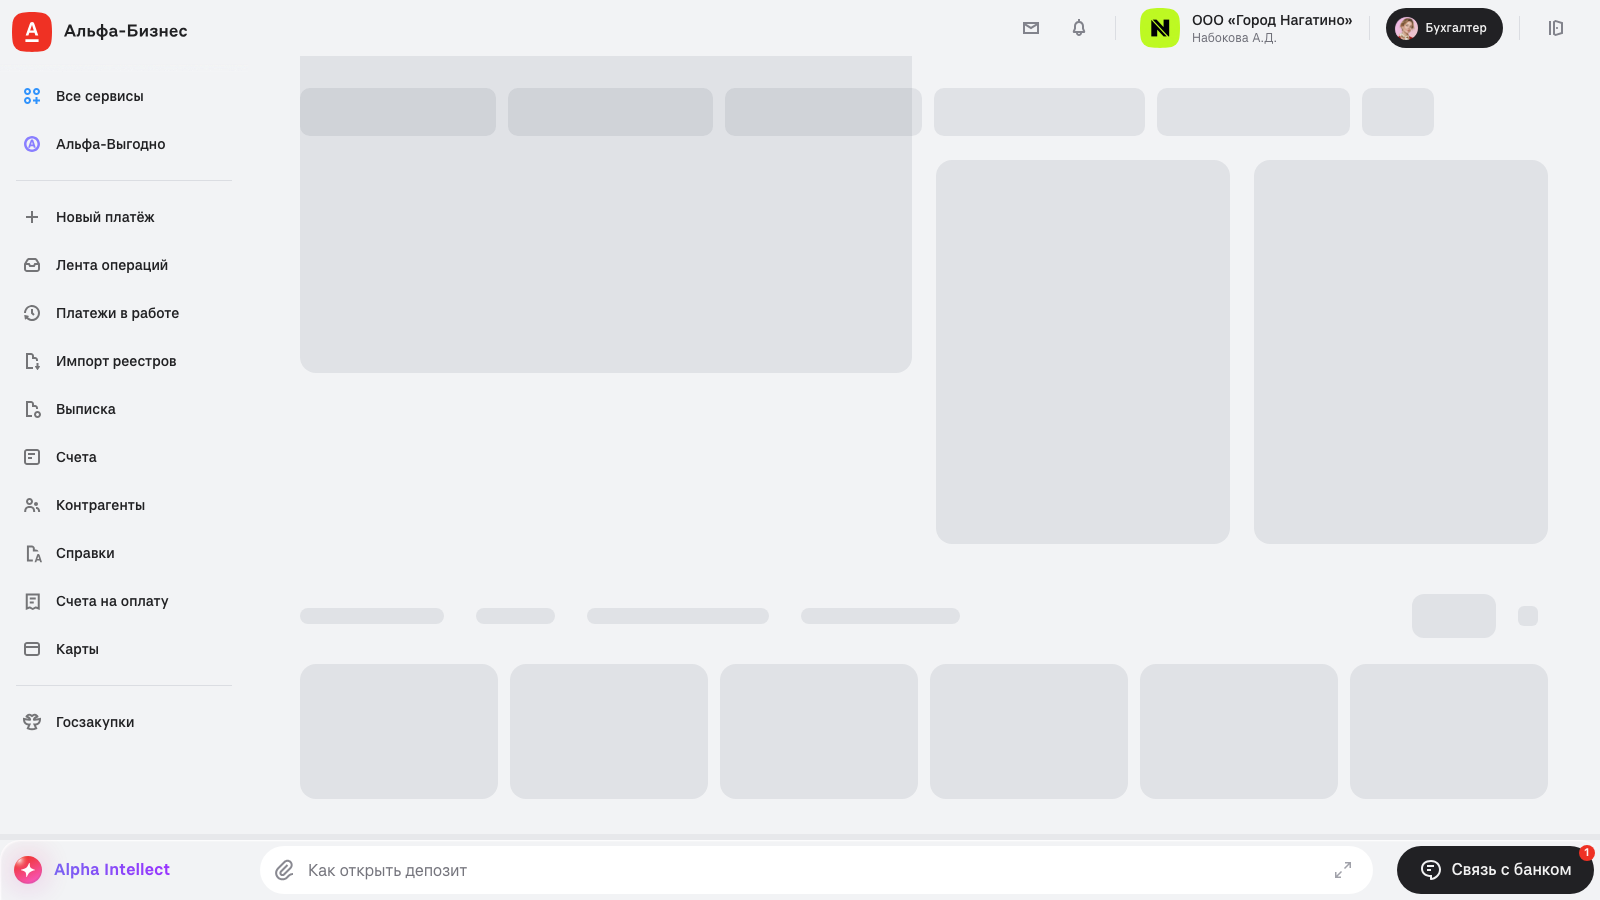 Альфа-Бизнес
ООО «Город Нагатино»
Набокова А.Д.
Бухгалтер
Все сервисы
Альфа-Выгодно
Новый платёж
Лента операций
Платежи в работе
Импорт реестров
Выписка
Счета
Контрагенты
Справки
Счета на оплату
Карты
Госзакупки
Alpha Intellect
Как открыть депозит
Связь с банком
1